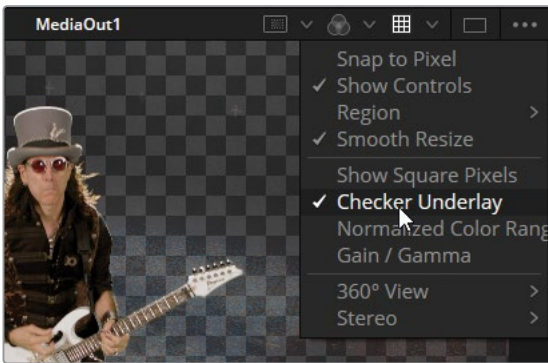 MediaOut1
Snap to Pixel
✓ Show Controls
Region >
✓ Smooth Resize
Show Square Pixels
✓ Checker Underlay
Normalized Color Rang
Gain / Gamma
360° View >
Stereo >